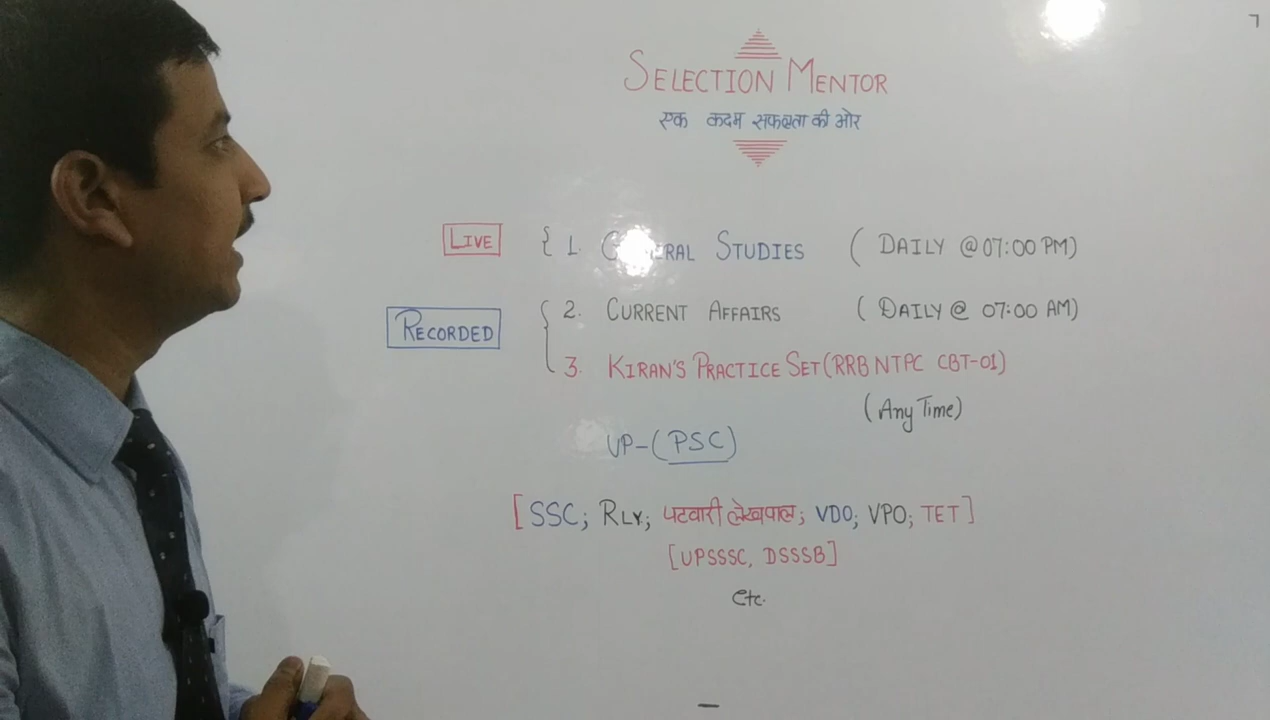 SELECTION MENTOR
एक कदम सफलता की ओर
LIVE { 1. GENERAL STUDIES ( DAILY @ 07:00 PM)
RECORDED { 2. CURRENT AFFAIRS ( DAILY @ 07:00 AM)
3. KIRAN'S PRACTICE SET (RRB NTPC CBT-01)
(Any Time)
UP-(PSC)
[SSC; RLY; पटवारी लेखपाल; VDO; VPO; TET]
[UPSSSC, DSSSB]
etc.